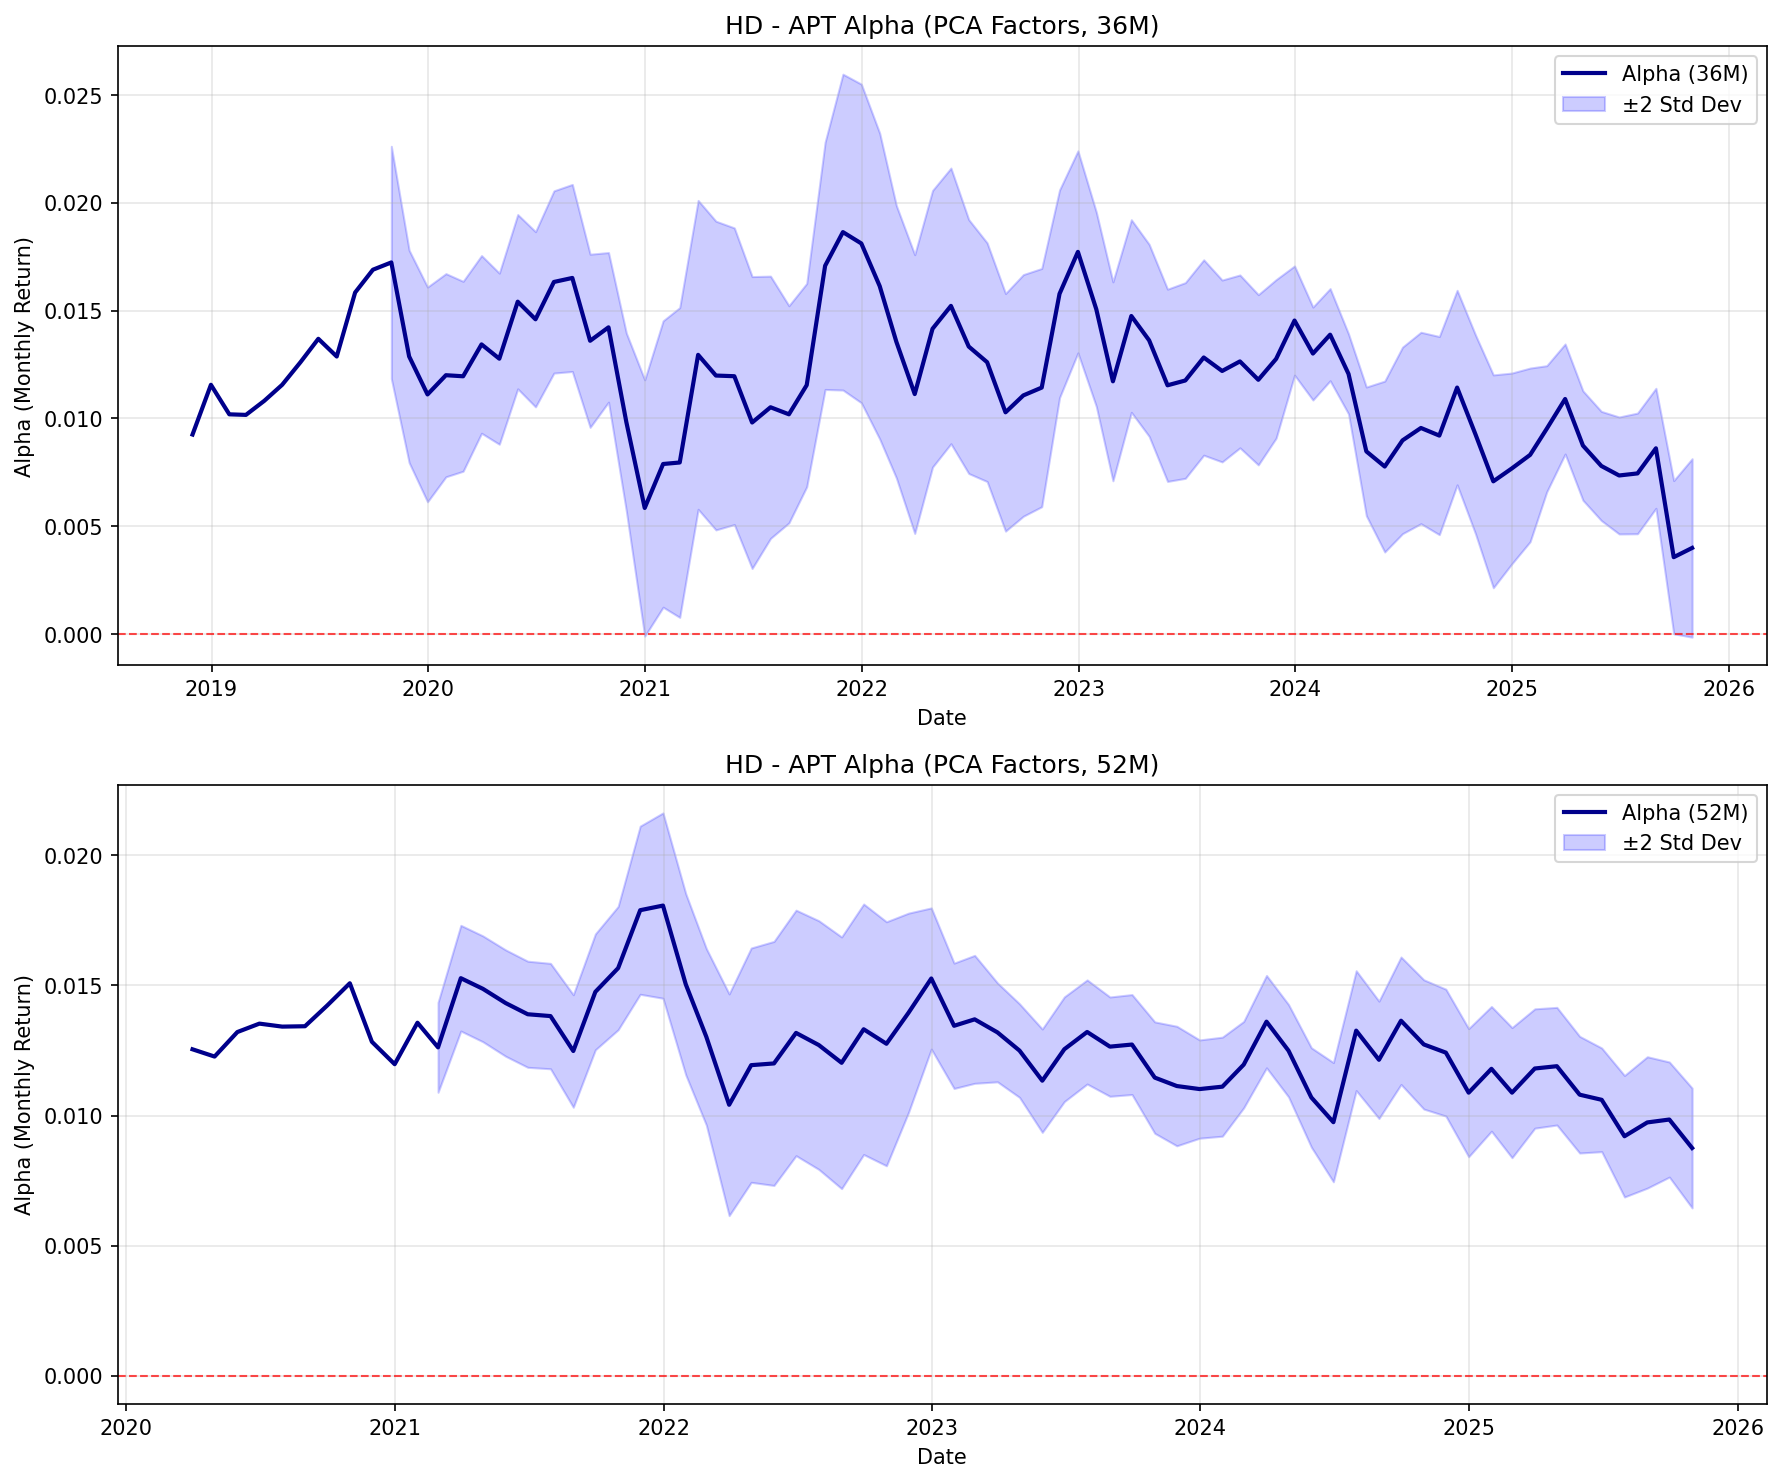 HD - APT Alpha (PCA Factors, 36M)
Alpha (36M)
±2 Std Dev
Alpha (Monthly Return)
0.025
0.020
0.015
0.010
0.005
0.000
2019 2020 2021 2022 2023 2024 2025 2026
Date
HD - APT Alpha (PCA Factors, 52M)
Alpha (52M)
±2 Std Dev
Alpha (Monthly Return)
0.020
0.015
0.010
0.005
0.000
2020 2021 2022 2023 2024 2025 2026
Date